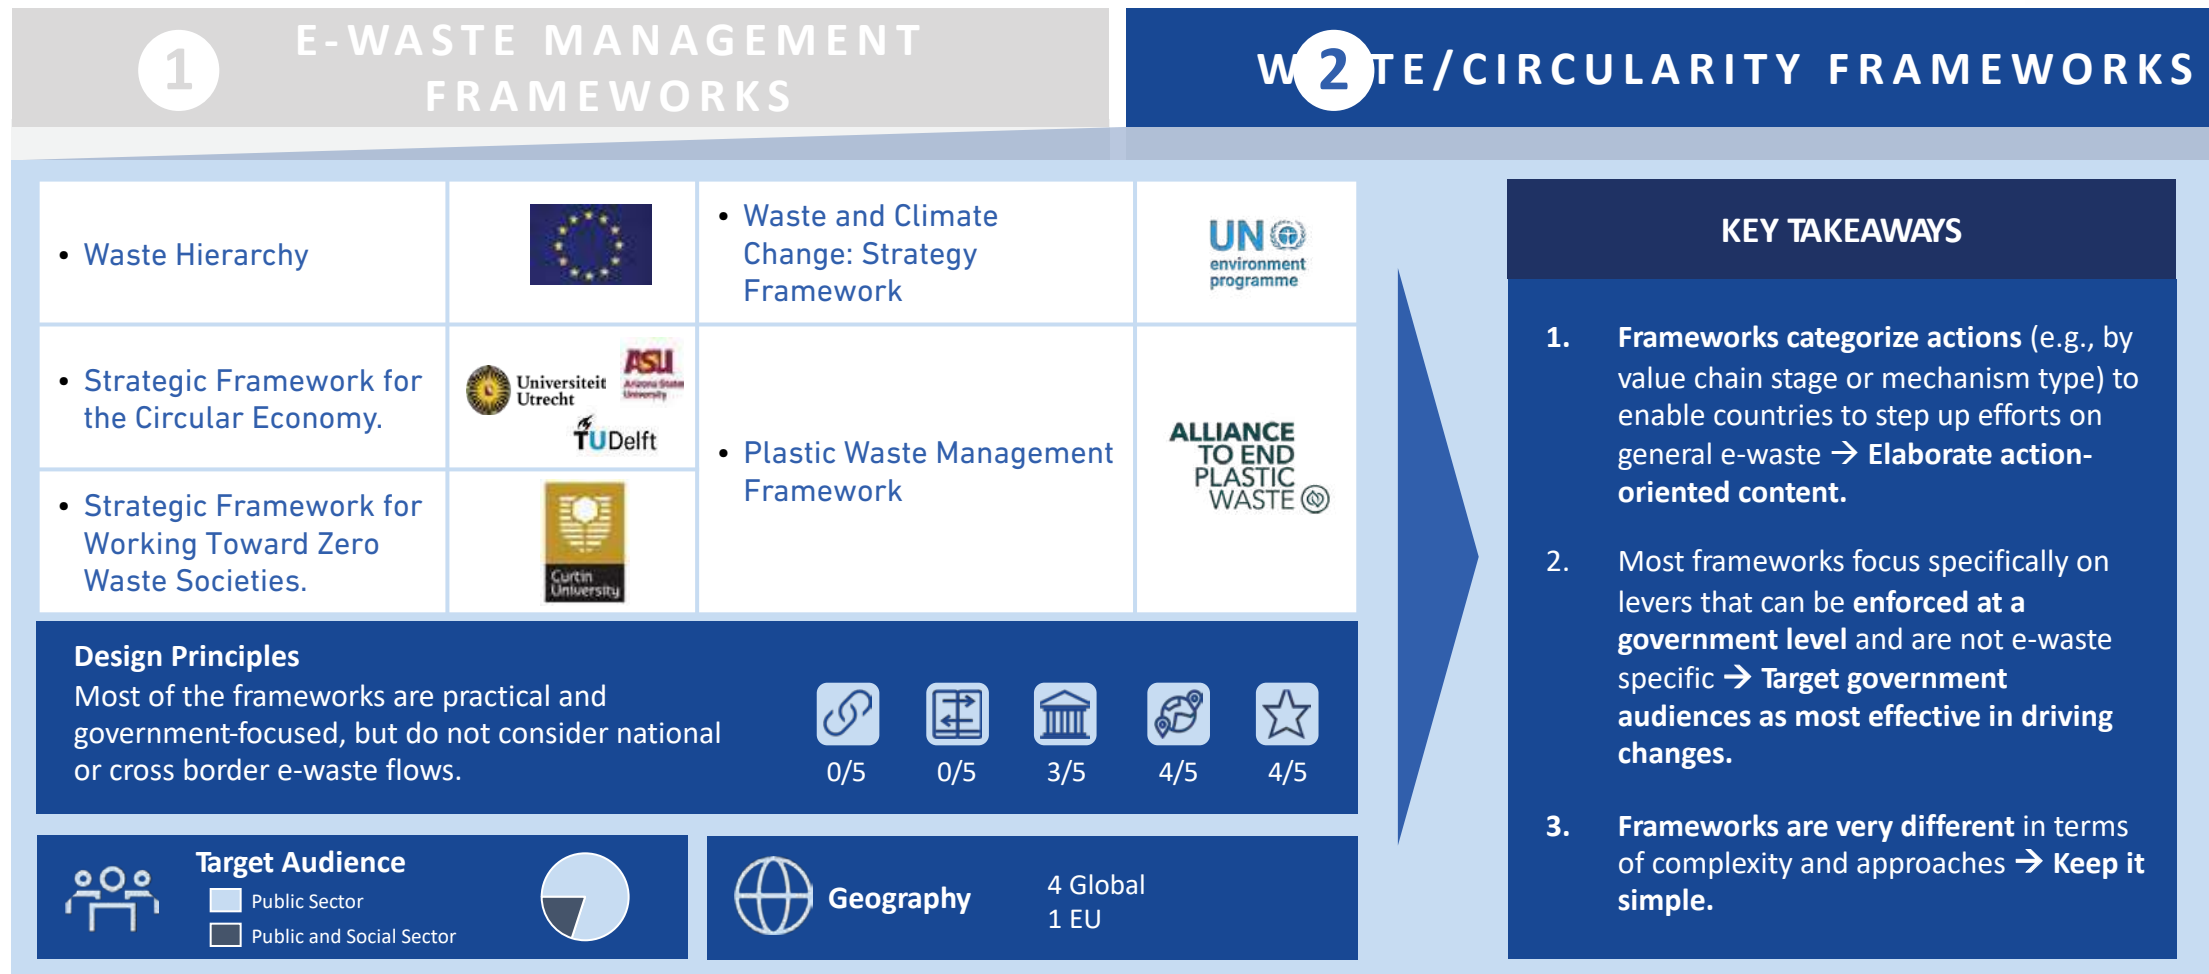 1
E-WASTE MANAGEMENT
FRAMEWORKS
2
W TE/CIRCULARITY FRAMEWORKS
• Waste Hierarchy
• Waste and Climate
Change: Strategy
Framework
UN
environment
programme
• Strategic Framework for
the Circular Economy.
Universiteit
Utrecht
ASU
Arizona State
University
TUDelft
• Plastic Waste Management
Framework
ALLIANCE
TO END
PLASTIC
WASTE
• Strategic Framework for
Working Toward Zero
Waste Societies.
Curtin
University
Design Principles
Most of the frameworks are practical and
government-focused, but do not consider national
or cross border e-waste flows.
0/5 0/5 3/5 4/5 4/5
Target Audience
Public Sector
Public and Social Sector
Geography
4 Global
1 EU
KEY TAKEAWAYS
1. Frameworks categorize actions (e.g., by
value chain stage or mechanism type) to
enable countries to step up efforts on
general e-waste → Elaborate action-
oriented content.
2. Most frameworks focus specifically on
levers that can be enforced at a
government level and are not e-waste
specific → Target government
audiences as most effective in driving
changes.
3. Frameworks are very different in terms
of complexity and approaches → Keep it
simple.